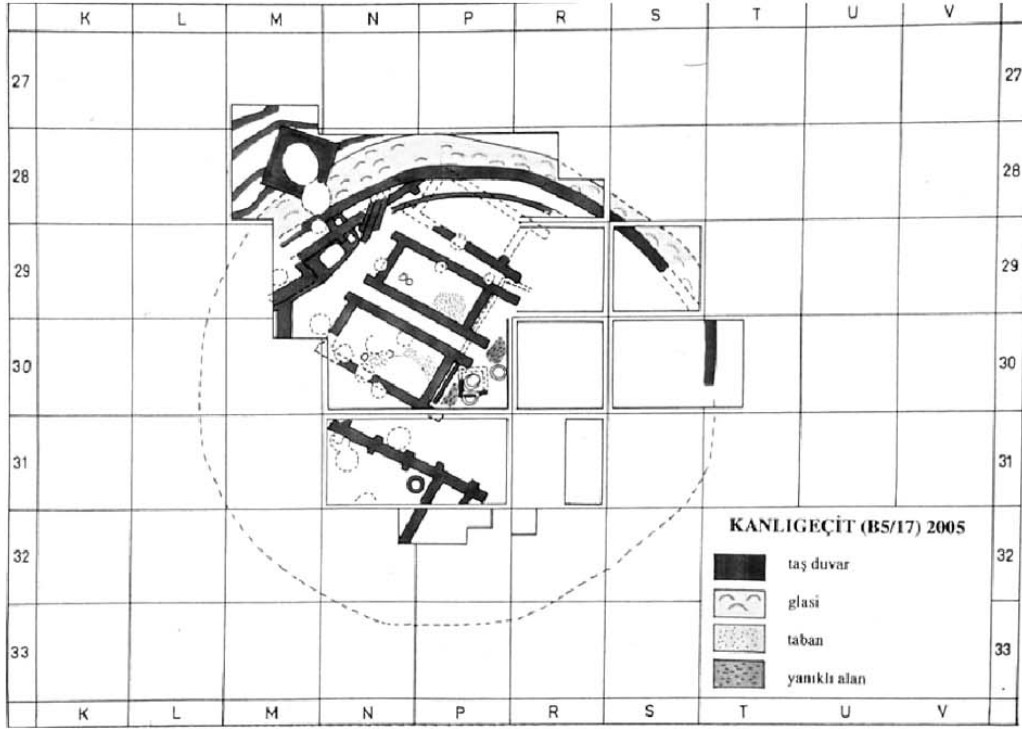 K L M N P R S T U V
27 27
28 28
29 29
30 30
31 31
32 32
33 33
KANLIGEÇİT (B5/17) 2005
taş duvar
glasi
taban
yanıklı alan
K L M N P R S T U V